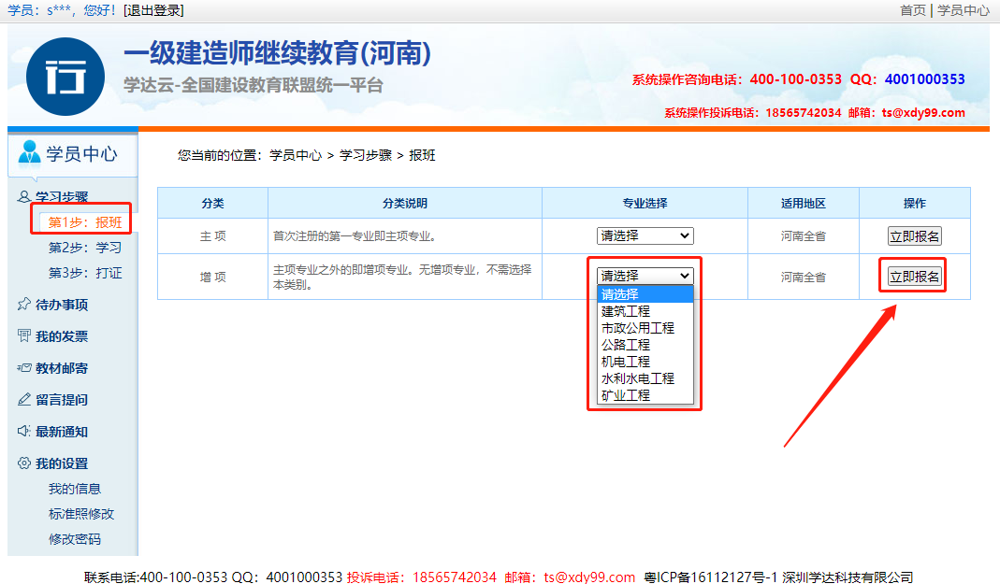 学员：s***，您好！[退出登录] 首页 | 学员中心
行
一级建造师继续教育(河南)
学达云-全国建设教育联盟统一平台
系统操作咨询电话：400-100-0353 QQ：4001000353
系统操作投诉电话：18565742034 邮箱：ts@xdy99.com
学员中心
学习步骤
第1步：报班
第2步：学习
第3步：打证
待办事项
我的发票
教材邮寄
留言提问
最新通知
我的设置
我的信息
标准照修改
修改密码
您当前的位置：学员中心 > 学习步骤 > 报班
分类 分类说明 专业选择 适用地区 操作
主 项 首次注册的第一专业即主项专业。 请选择 河南全省 立即报名
增 项 主项专业之外的即增项专业。无增项专业，不需选择
本类别。 请选择 河南全省 立即报名
请选择
建筑工程
市政公用工程
公路工程
机电工程
水利水电工程
矿业工程
联系电话:400-100-0353 QQ：4001000353 投诉电话：18565742034 邮箱：ts@xdy99.com 粤ICP备16112127号-1 深圳学达科技有限公司